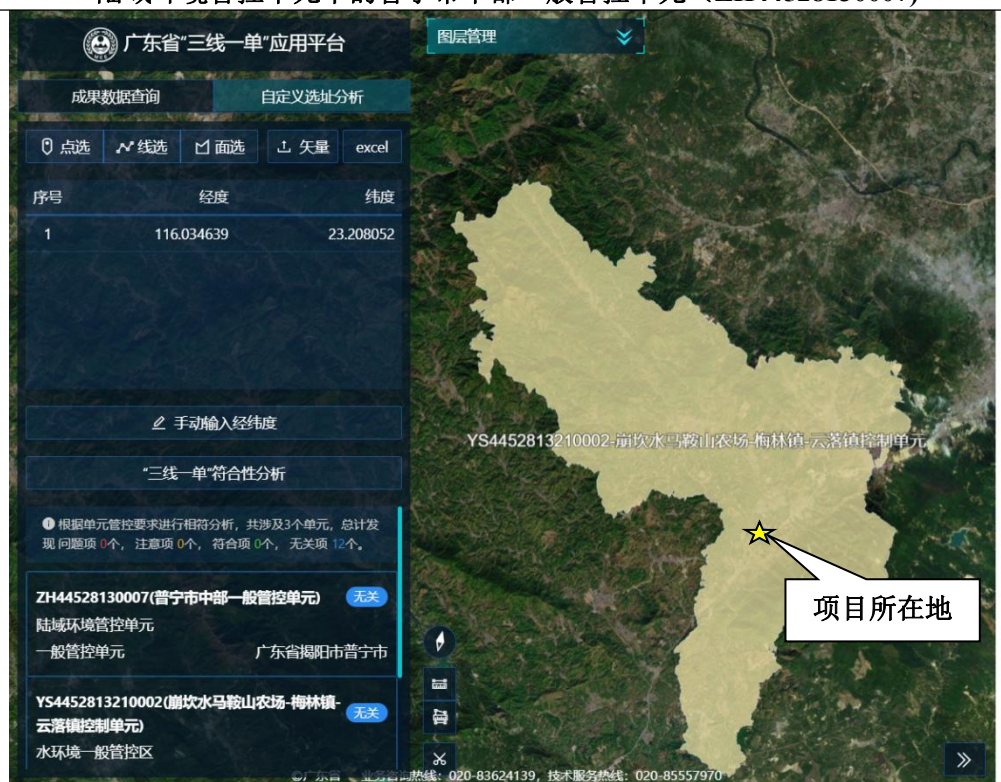 广东省“三线一单”应用平台
图层管理
成果数据查询
自定义选址分析
点选
线选
面选
矢量
excel
序号
经度
纬度
1
116.034639
23.208052
手动输入经纬度
“三线一单”符合性分析
根据单元管控要求进行相符分析，共涉及3个单元，总计发
现问题项 0个， 注意项 0个， 符合项 0个， 无关项 12个。
ZH44528130007(普宁市中部一般管控单元)
无关
陆域环境管控单元
一般管控单元
广东省揭阳市普宁市
YS4452813210002(崩坎水马鞍山农场-梅林镇-
云落镇控制单元)
无关
水环境一般管控区
YS4452813210002-崩坎水马鞍山农场-梅林镇-云落镇控制单元
项目所在地
©广东省
业务咨询热线：020-83624139，技术服务热线：020-85557970